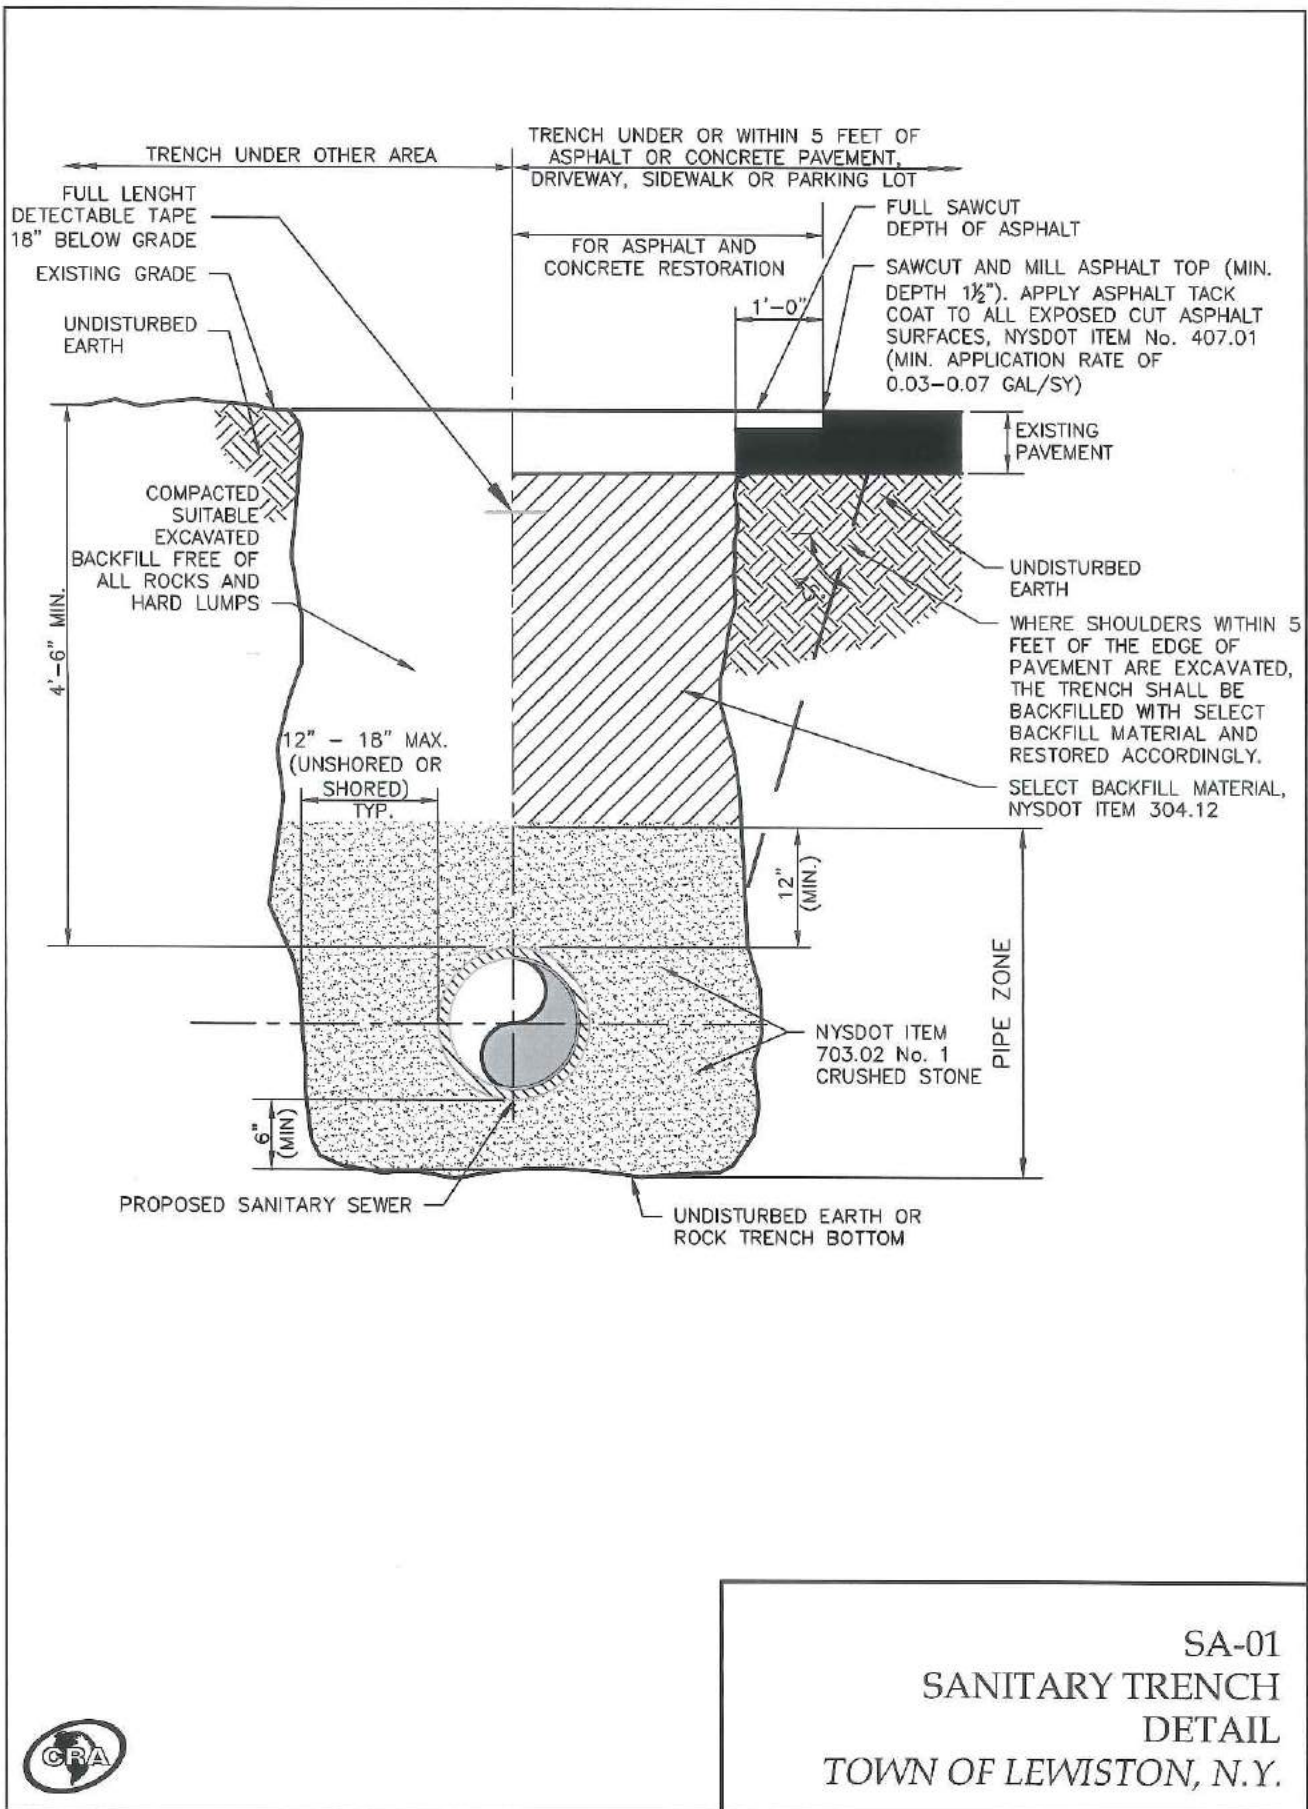 TRENCH UNDER OTHER AREA
TRENCH UNDER OR WITHIN 5 FEET OF
ASPHALT OR CONCRETE PAVEMENT,
DRIVEWAY, SIDEWALK OR PARKING LOT
FULL LENGHT
DETECTABLE TAPE
18" BELOW GRADE
EXISTING GRADE
UNDISTURBED
EARTH
FOR ASPHALT AND
CONCRETE RESTORATION
FULL SAWCUT
DEPTH OF ASPHALT
SAWCUT AND MILL ASPHALT TOP (MIN.
DEPTH 1½"). APPLY ASPHALT TACK
COAT TO ALL EXPOSED CUT ASPHALT
SURFACES, NYSDOT ITEM No. 407.01
(MIN. APPLICATION RATE OF
0.03–0.07 GAL/SY)
1'-0"
EXISTING
PAVEMENT
COMPACTED
SUITABLE
EXCAVATED
BACKFILL FREE OF
ALL ROCKS AND
HARD LUMPS
4'-6" MIN.
UNDISTURBED
EARTH
WHERE SHOULDERS WITHIN 5
FEET OF THE EDGE OF
PAVEMENT ARE EXCAVATED,
THE TRENCH SHALL BE
BACKFILLED WITH SELECT
BACKFILL MATERIAL AND
RESTORED ACCORDINGLY.
SELECT BACKFILL MATERIAL,
NYSDOT ITEM 304.12
12" – 18" MAX.
(UNSHORED OR
SHORED)
TYP.
12"
(MIN.)
PIPE ZONE
NYSDOT ITEM
703.02 No. 1
CRUSHED STONE
6"
(MIN)
PROPOSED SANITARY SEWER
UNDISTURBED EARTH OR
ROCK TRENCH BOTTOM
SA-01
SANITARY TRENCH
DETAIL
TOWN OF LEWISTON, N.Y.
CRA